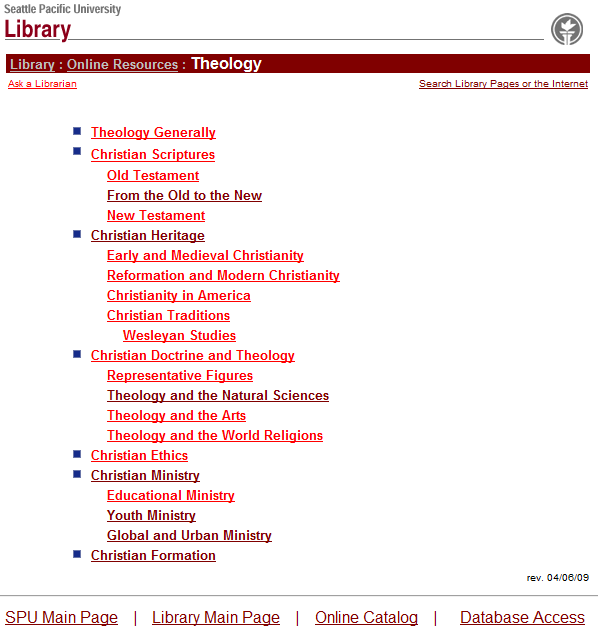 Seattle Pacific University
Library
Library : Online Resources : Theology
Ask a Librarian Search Library Pages or the Internet
Theology Generally
Christian Scriptures
Old Testament
From the Old to the New
New Testament
Christian Heritage
Early and Medieval Christianity
Reformation and Modern Christianity
Christianity in America
Christian Traditions
Wesleyan Studies
Christian Doctrine and Theology
Representative Figures
Theology and the Natural Sciences
Theology and the Arts
Theology and the World Religions
Christian Ethics
Christian Ministry
Educational Ministry
Youth Ministry
Global and Urban Ministry
Christian Formation
rev. 04/06/09
SPU Main Page | Library Main Page | Online Catalog | Database Access